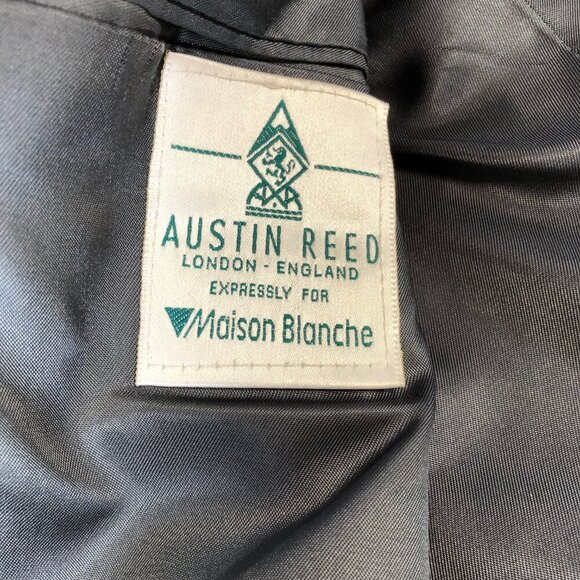 AUSTIN REED
LONDON - ENGLAND
EXPRESSLY FOR
Maison Blanche